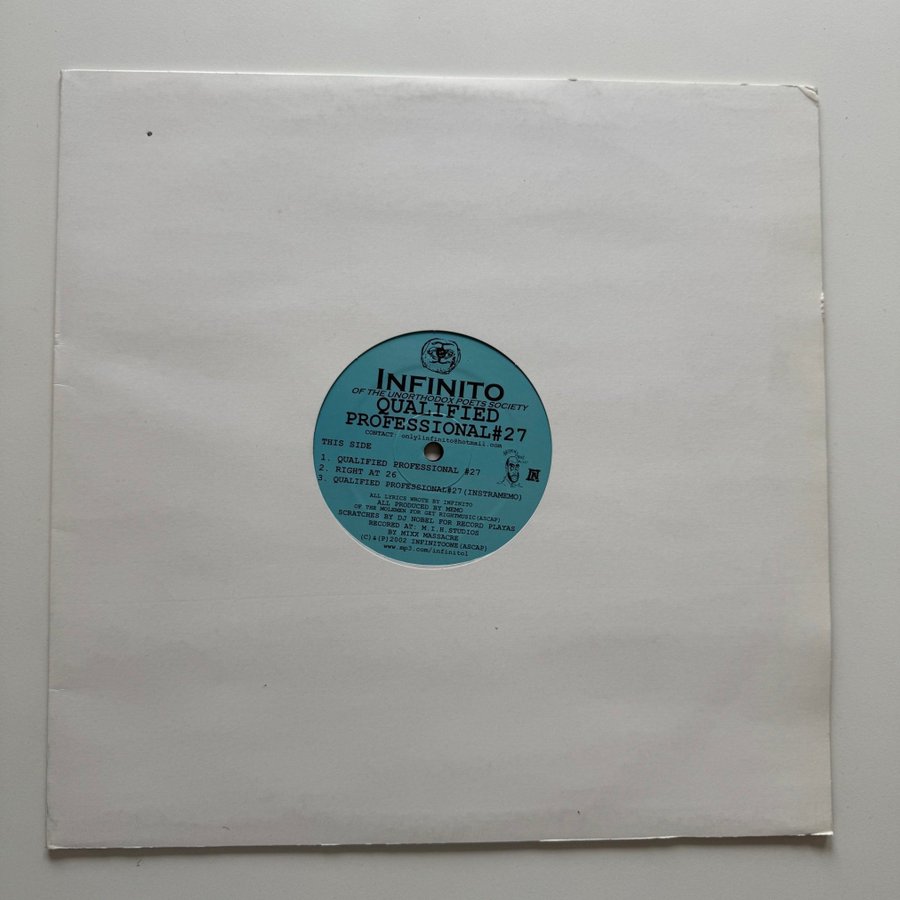 INFINITO
OF THE UNORTHODOX POETS SOCIETY
QUALIFIED
PROFESSIONAL#27
CONTACT: only1infinito@hotmail.com
THIS SIDE
1. QUALIFIED PROFESSIONAL #27
2. RIGHT AT 26
3. QUALIFIED PROFESSIONAL#27(INSTRAMEMO)
ALL LYRICS WROTE BY INFINITO
ALL PRODUCED BY MEMO
OF THE MOLEMEN FOR GET RIGHTMUSIC(ASCAP)
SCRATCHES BY DJ NOBEL FOR RECORD PLAYAS
RECORED AT: M.I.H.STUDIOS
BY MIXX MASSACRE
(C)&(P)2002 INFINITOONE(ASCAP)
www.mp3.com/infinito1